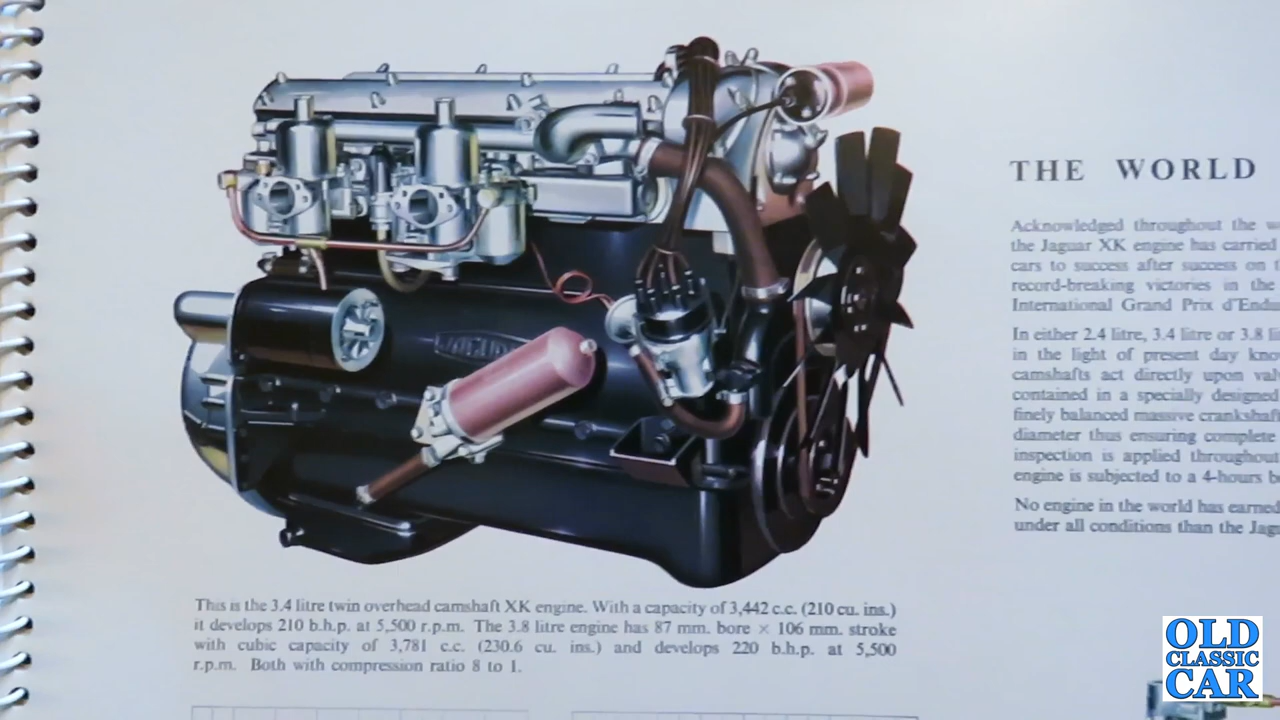 THE WORLD
Acknowledged throughout the
the Jaguar XK engine has carried
cars to success after success on
record-breaking victories in the
International Grand Prix
In either 2.4 litre, 3.4 litre or 3.8
in the light of present day
camshafts act directly upon
contained in a specially designed
finely balanced massive crankshaft
diameter thus ensuring complete
inspection is applied throughout
engine is subjected to a 4-hours
No engine in the world has earned
under all conditions than the
This is the 3.4 litre twin overhead camshaft XK engine. With a capacity of 3,442 c.c. (210 cu. ins.)
it develops 210 b.h.p. at 5,500 r.p.m. The 3.8 litre engine has 87 mm. bore × 106 mm. stroke
with cubic capacity of 3,781 c.c. (230.6 cu. ins.) and develops 220 b.h.p. at 5,500
r.p.m. Both with compression ratio 8 to 1.
OLD
CLASSIC
CAR